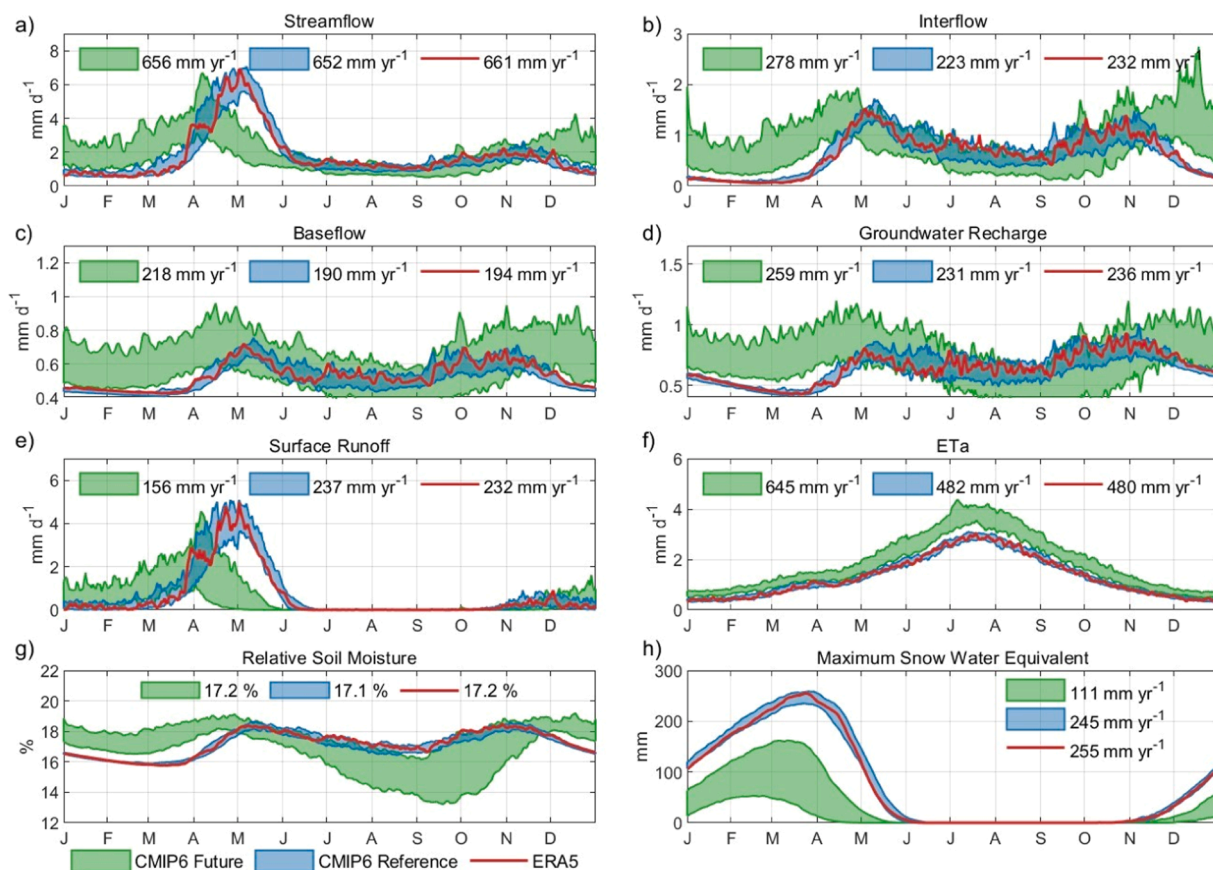 a) Streamflow
8
6
4
2
0
mm d⁻¹
656 mm yr⁻¹ 652 mm yr⁻¹ 661 mm yr⁻¹
J F M A M J J A S O N D
b) Interflow
3
2
1
0
mm d⁻¹
278 mm yr⁻¹ 223 mm yr⁻¹ 232 mm yr⁻¹
J F M A M J J A S O N D
c) Baseflow
1.2
1
0.8
0.6
0.4
mm d⁻¹
218 mm yr⁻¹ 190 mm yr⁻¹ 194 mm yr⁻¹
J F M A M J J A S O N D
d) Groundwater Recharge
1.5
1
0.5
mm d⁻¹
259 mm yr⁻¹ 231 mm yr⁻¹ 236 mm yr⁻¹
J F M A M J J A S O N D
e) Surface Runoff
6
4
2
0
mm d⁻¹
156 mm yr⁻¹ 237 mm yr⁻¹ 232 mm yr⁻¹
J F M A M J J A S O N D
f) ETa
6
4
2
0
mm d⁻¹
645 mm yr⁻¹ 482 mm yr⁻¹ 480 mm yr⁻¹
J F M A M J J A S O N D
g) Relative Soil Moisture
22
20
18
16
14
12
%
17.2 % 17.1 % 17.2 %
J F M A M J J A S O N D
h) Maximum Snow Water Equivalent
300
200
100
0
mm
111 mm yr⁻¹
245 mm yr⁻¹
255 mm yr⁻¹
J F M A M J J A S O N D
CMIP6 Future CMIP6 Reference ERA5